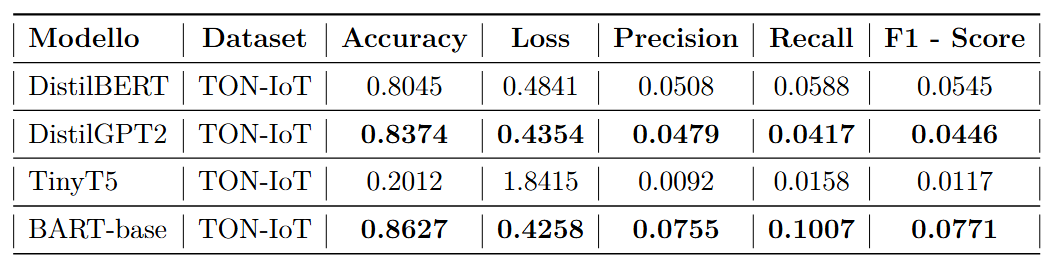 Modello Dataset Accuracy Loss Precision Recall F1 - Score
DistilBERT TON-IoT 0.8045 0.4841 0.0508 0.0588 0.0545
DistilGPT2 TON-IoT 0.8374 0.4354 0.0479 0.0417 0.0446
TinyT5 TON-IoT 0.2012 1.8415 0.0092 0.0158 0.0117
BART-base TON-IoT 0.8627 0.4258 0.0755 0.1007 0.0771